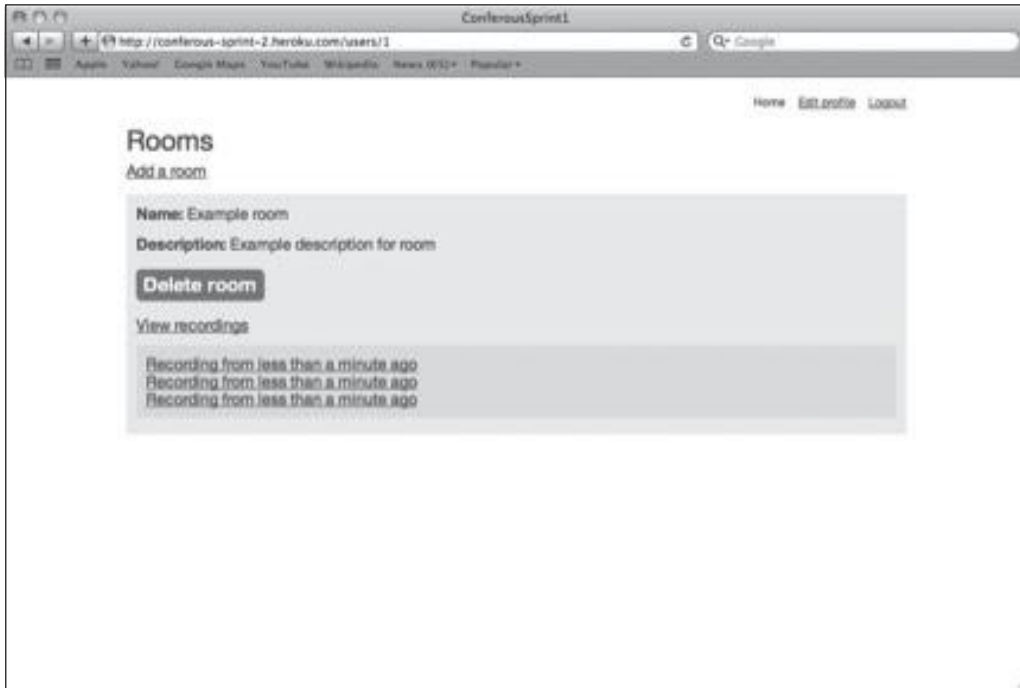 ConferousSprint1
http://conferous-sprint-2.heroku.com/users/1
Google
Apple Yahoo! Google Maps YouTube Wikipedia News (65) Popular
Home Edit profile Logout
Rooms
Add a room
Name: Example room
Description: Example description for room
Delete room
View recordings
Recording from less than a minute ago
Recording from less than a minute ago
Recording from less than a minute ago